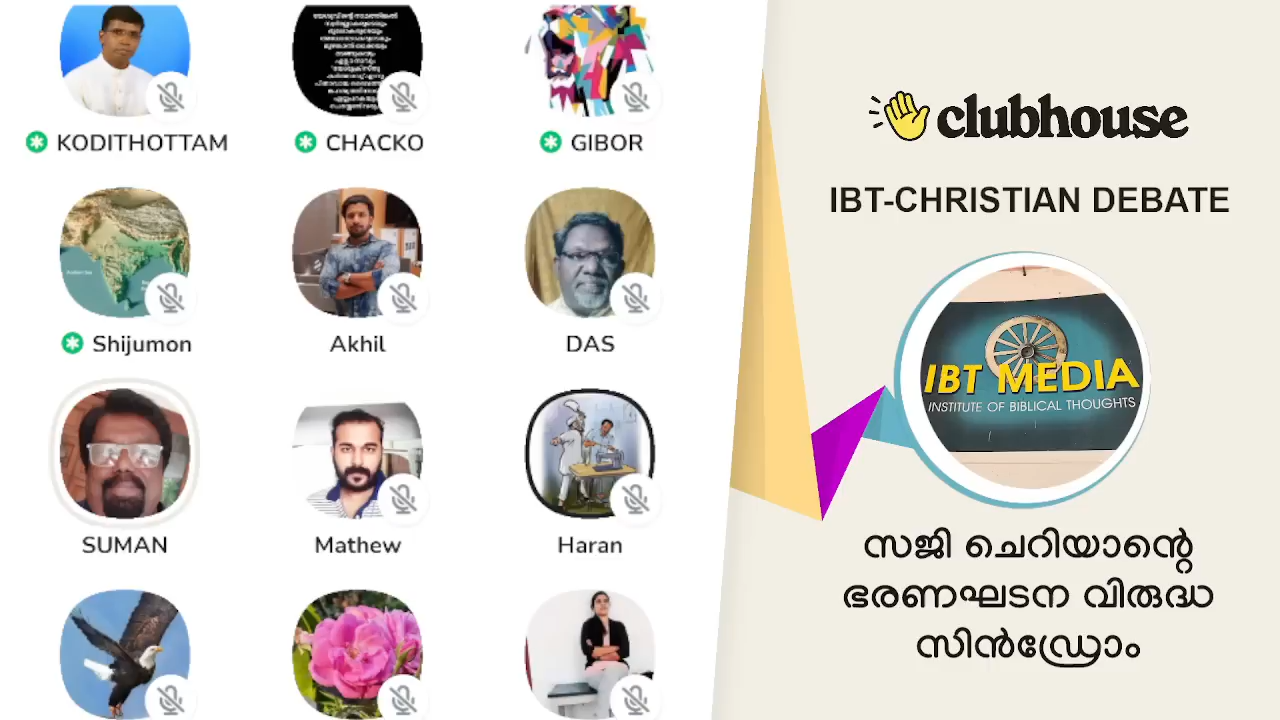 KODITHOTTAM
CHACKO
GIBOR
Shijumon
Akhil
DAS
SUMAN
Mathew
Haran
clubhouse
IBT-CHRISTIAN DEBATE
IBT MEDIA
INSTITUTE OF BIBLICAL THOUGHTS
സജി ചെറിയാന്റെ
ഭരണഘടന വിരുദ്ധ
സിൻഡ്രോം